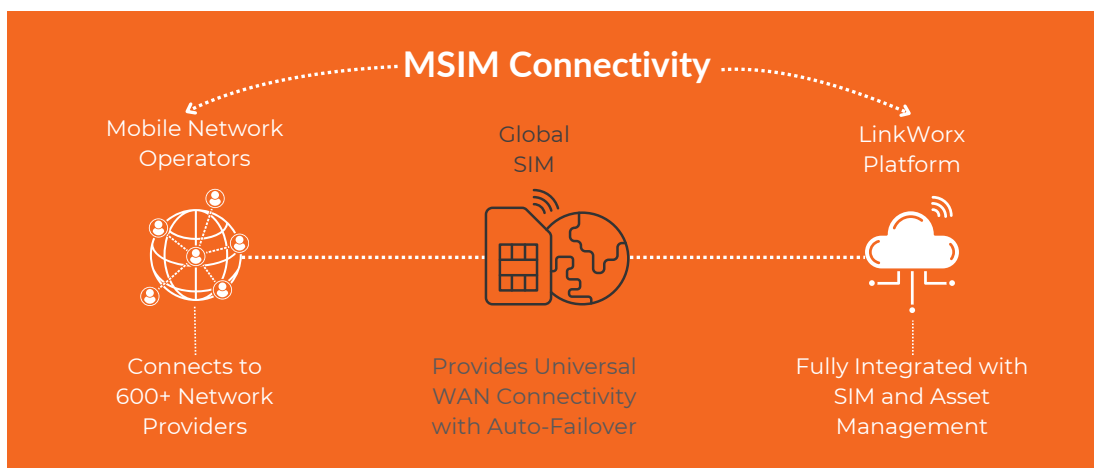 MSIM Connectivity
Mobile Network
Operators
Global
SIM
LinkWorx
Platform
Connects to
600+ Network
Providers
Provides Universal
WAN Connectivity
with Auto-Failover
Fully Integrated with
SIM and Asset
Management